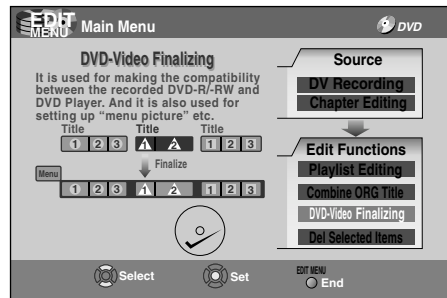 EDIT
MENU
Main Menu
DVD
DVD-Video Finalizing
It is used for making the compatibility
between the recorded DVD-R/-RW and
DVD Player. And it is also used for
setting up “menu picture” etc.
Title Title Title
1 2 3 1 2 1 2 3
Finalize
Menu
1 2 3 1 2 1 2 3
Source
DV Recording
Chapter Editing
Edit Functions
Playlist Editing
Combine ORG Title
DVD-Video Finalizing
Del Selected Items
Select Set EDIT MENU
End